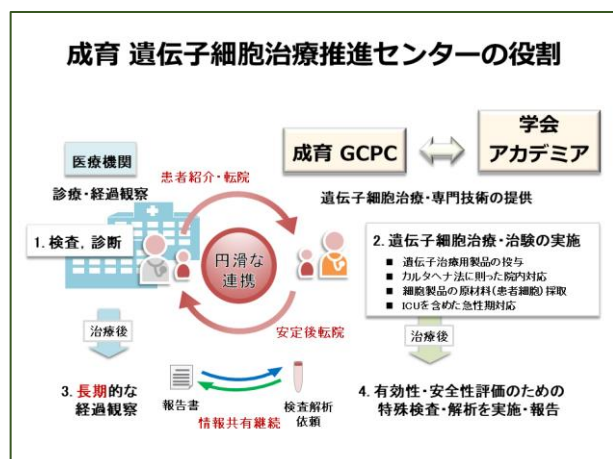 成育 遺伝子細胞治療推進センターの役割
医療機関
診療・経過観察
患者紹介・転院
成育 GCPC
学会
アカデミア
遺伝子細胞治療・専門技術の提供
1. 検査, 診断
円滑な
連携
2. 遺伝子細胞治療・治験の実施
■ 遺伝子治療用製品の投与
■ カルタヘナ法に則った院内対応
■ 細胞製品の原材料(患者細胞)採取
■ ICUを含めた急性期対応
安定後転院
治療後
治療後
3. 長期的な
経過観察
報告書
検査解析
依頼
情報共有継続
4. 有効性・安全性評価のための
特殊検査・解析を実施・報告